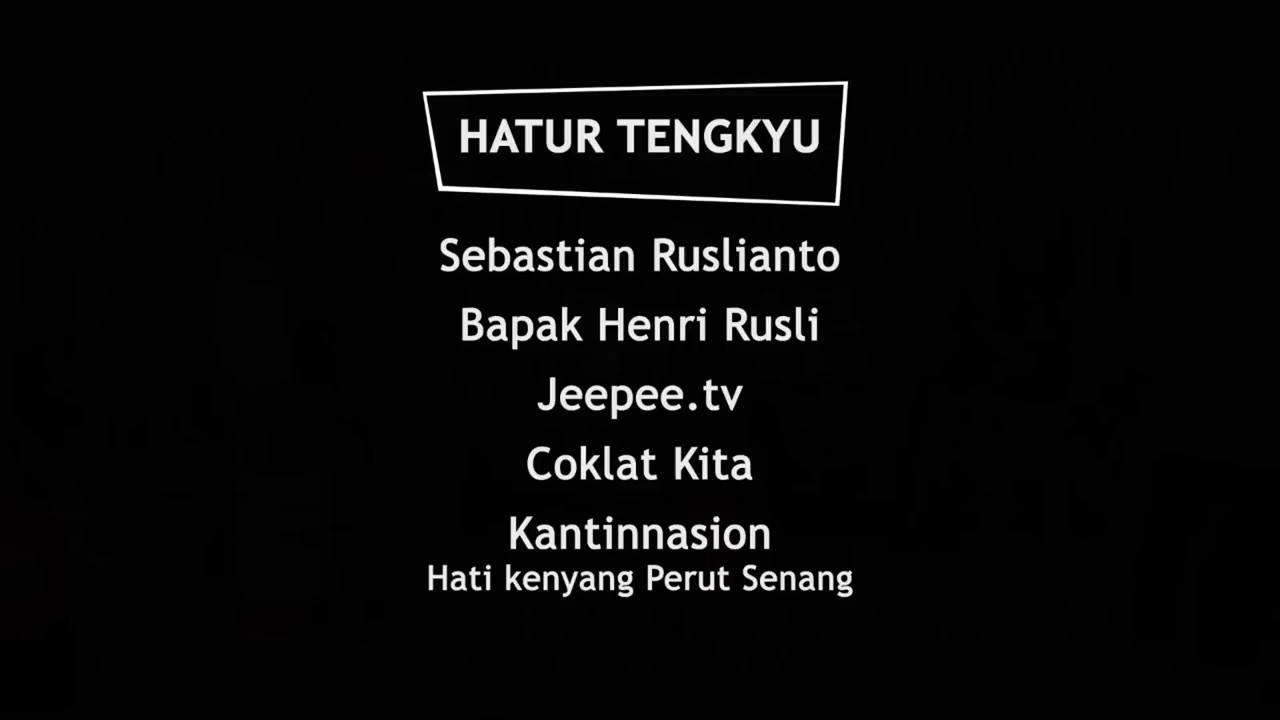 HATUR TENGKYU
Sebastian Ruslianto
Bapak Henri Rusli
Jeepee.tv
Coklat Kita
Kantinnasion
Hati kenyang Perut Senang